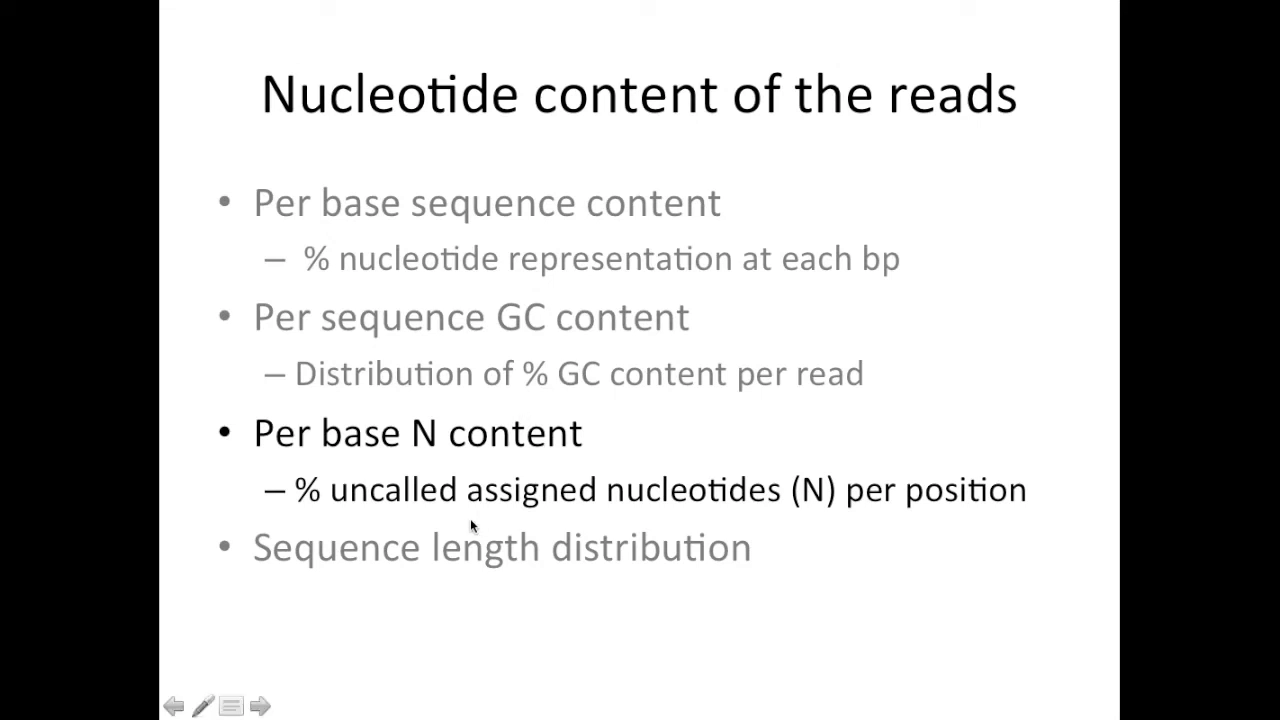 Nucleotide content of the reads
• Per base sequence content
– % nucleotide representation at each bp
• Per sequence GC content
– Distribution of % GC content per read
• Per base N content
– % uncalled assigned nucleotides (N) per position
• Sequence length distribution